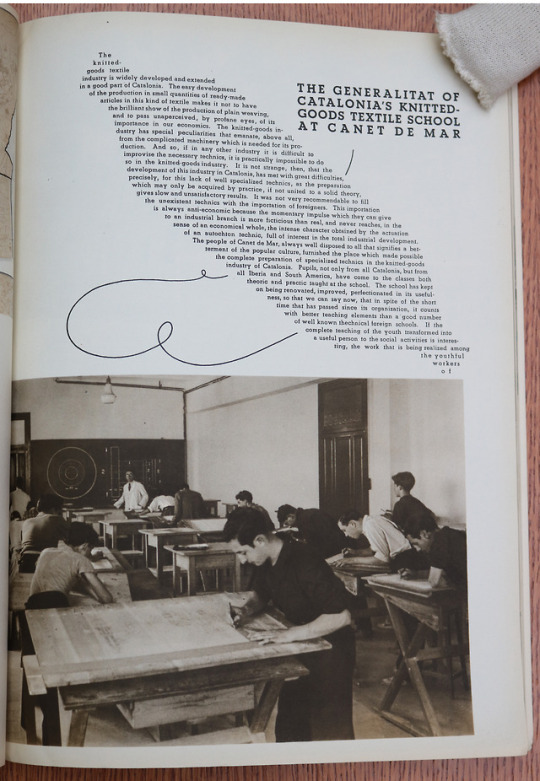 THE GENERALITAT OF
CATALONIA'S KNITTED-
GOODS TEXTILE SCHOOL
AT CANET DE MAR
The
knitted-
goods textile
industry is widely developed and extended
in a good part of Catalonia. The easy development
of the production in small quantities of ready-made
articles in this kind of textile makes it not to have
the brilliant show of the production of plain weaving,
and to pass unaperceived, by profane eyes, of its
importance in our economics. The knitted-goods in-
dustry has special peculiarities that emanate, above all,
from the complicated machinery which is needed for its pro-
duction. And so, if in any other industry it is difficult to
improvise the necessary technics, it is practically impossible to do
so in the knitted-goods industry. It is not strange, then, that the
development of this industry in Catalonia, has met with great difficulties,
precisely, for this lack of well specialized technics, as the preparation
which may only be acquired by practice, if not united to a solid theory,
gives slow and unsatisfactory results. It was not very recommendable to fill
the unexistent technics with the importation of foreigners. This importation
is always anti-economic because the momentary impulse which they can give
to an industrial branch is more ficticious than real, and never reaches, in the
sense of an economical whole, the intense character obtained by the actuation
of an autochton technic, full of interest in the total industrial development.
The people of Canet de Mar, always well disposed to all that signifies a bet-
terment of the popular culture, furnished the place which made possible
the complete preparation of specialized technics in the knitted-goods
industry of Catalonia. Pupils, not only from all Catalonia, but from
all Iberia and South America, have come to the classes both
theorie and practic taught at the school. The school has kept
on being renovated, improved, perfectionated in its useful-
ness, so that we can say now, that in spite of the short
time that has passed since its organisation, it counts
with better teaching elements than a good number
of well known thechnical foreign schools. If the
complete teaching of the youth transformed into
a useful person to the social activities is interes-
ting, the work that is being realized among
the youthful
workers
of